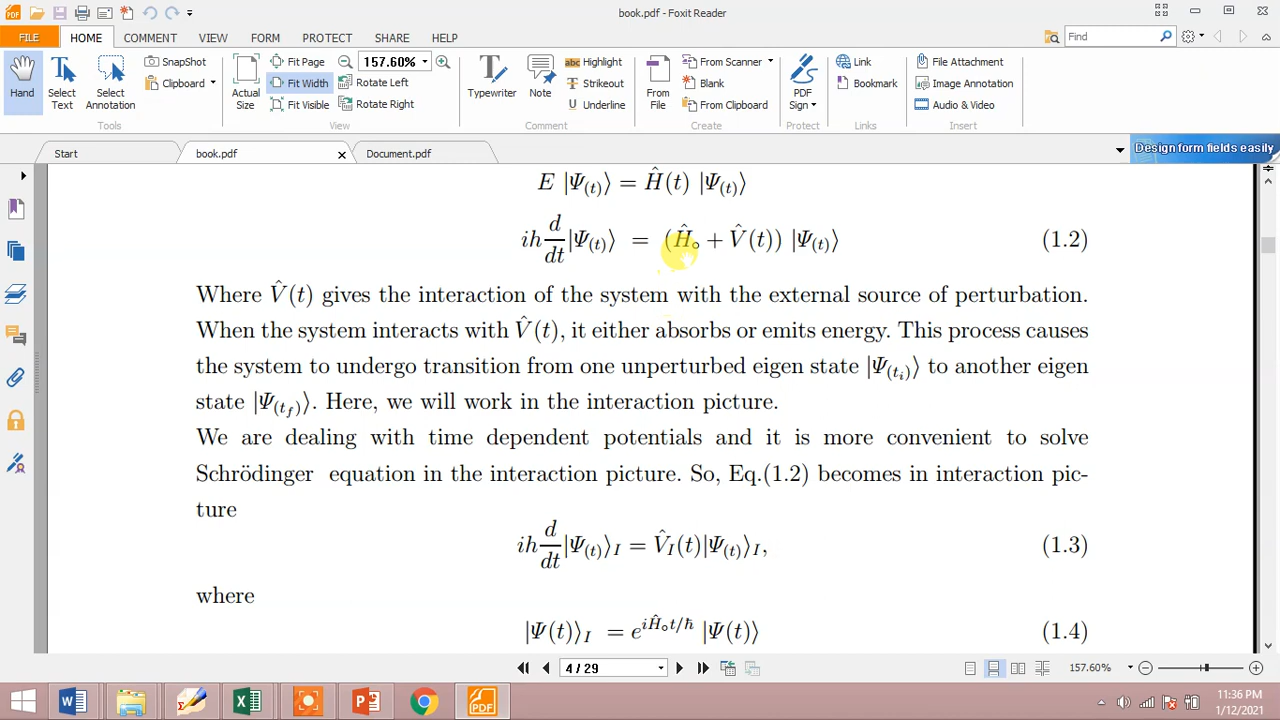 book.pdf - Foxit Reader
FILE HOME COMMENT VIEW FORM PROTECT SHARE HELP Find
Hand
Select Text
Select Annotation
SnapShot
Clipboard
Tools
Actual Size
Fit Page
Fit Width
Fit Visible
157.60%
Rotate Left
Rotate Right
View
Typewriter
Note
Highlight
Strikeout
Underline
Comment
From File
From Scanner
Blank
From Clipboard
Create
PDF Sign
Protect
Link
Bookmark
Links
File Attachment
Image Annotation
Audio & Video
Insert
Start book.pdf Document.pdf Design form fields easily
E |Ψ(t)⟩ = Ĥ(t) |Ψ(t)⟩
ih d/dt |Ψ(t)⟩ = (Ĥ∘ + V̂(t)) |Ψ(t)⟩ (1.2)
Where V̂(t) gives the interaction of the system with the external source of perturbation.
When the system interacts with V̂(t), it either absorbs or emits energy. This process causes
the system to undergo transition from one unperturbed eigen state |Ψ(tᵢ)⟩ to another eigen
state |Ψ(t_f)⟩. Here, we will work in the interaction picture.
We are dealing with time dependent potentials and it is more convenient to solve
Schrödinger equation in the interaction picture. So, Eq.(1.2) becomes in interaction pic-
ture
ih d/dt |Ψ(t)⟩_I = V̂_I(t)|Ψ(t)⟩_I, (1.3)
where
|Ψ(t)⟩_I = e^{iĤ∘t/ℏ} |Ψ(t)⟩ (1.4)
4 / 29 157.60%
11:36 PM
1/12/2021